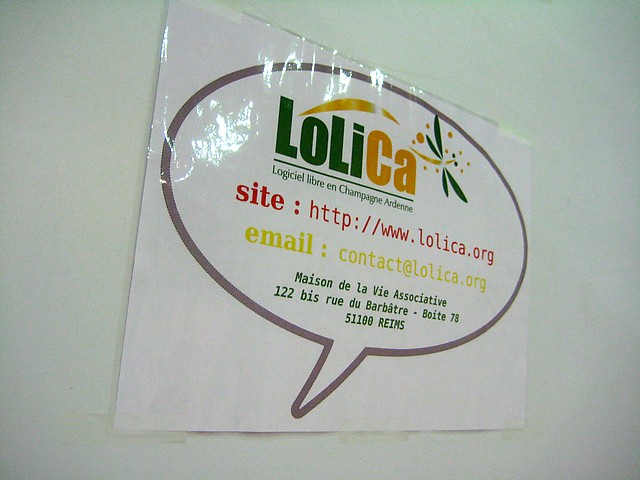 LoLiCa
Logiciel libre en Champagne Ardenne
site : http://www.lolica.org
email : contact@lolica.org
Maison de la Vie Associative
122 bis rue du Barbâtre - Boite 78
51100 REIMS